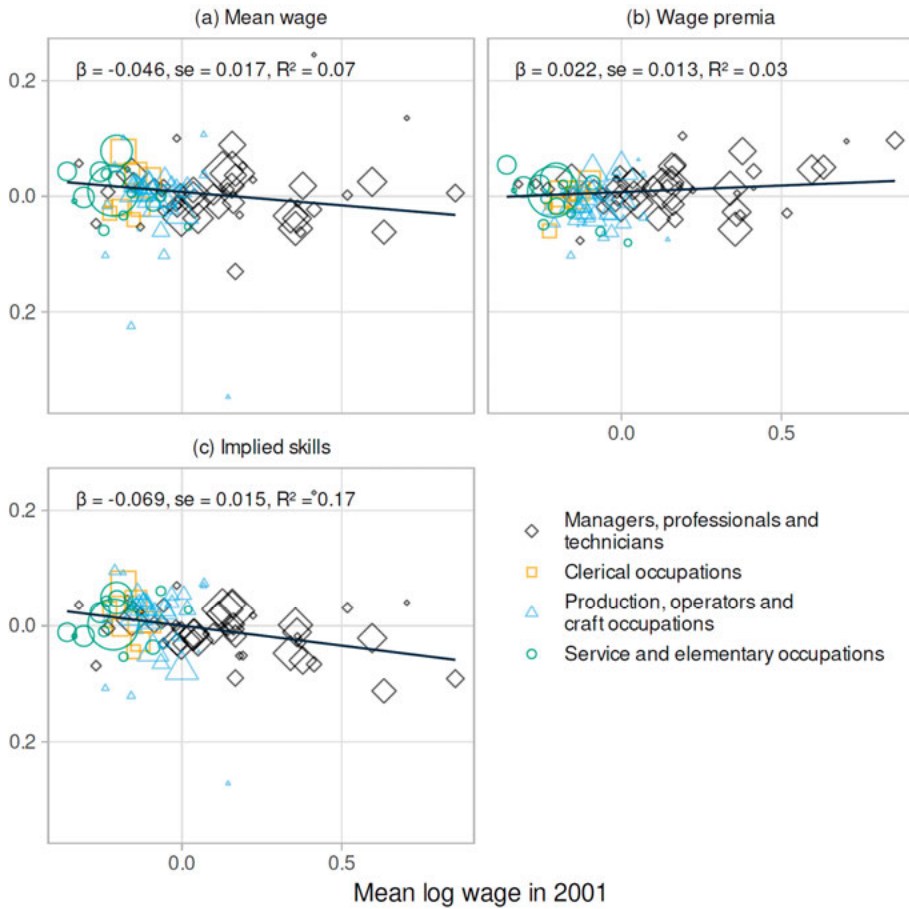 (a) Mean wage
(b) Wage premia
β = -0.046, se = 0.017, R² = 0.07
β = 0.022, se = 0.013, R² = 0.03
0.2
0.0
0.2
0.0
0.5
(c) Implied skills
β = -0.069, se = 0.015, R² = 0.17
0.2
0.0
0.2
0.0
0.5
Managers, professionals and
technicians
Clerical occupations
Production, operators and
craft occupations
Service and elementary occupations
Mean log wage in 2001